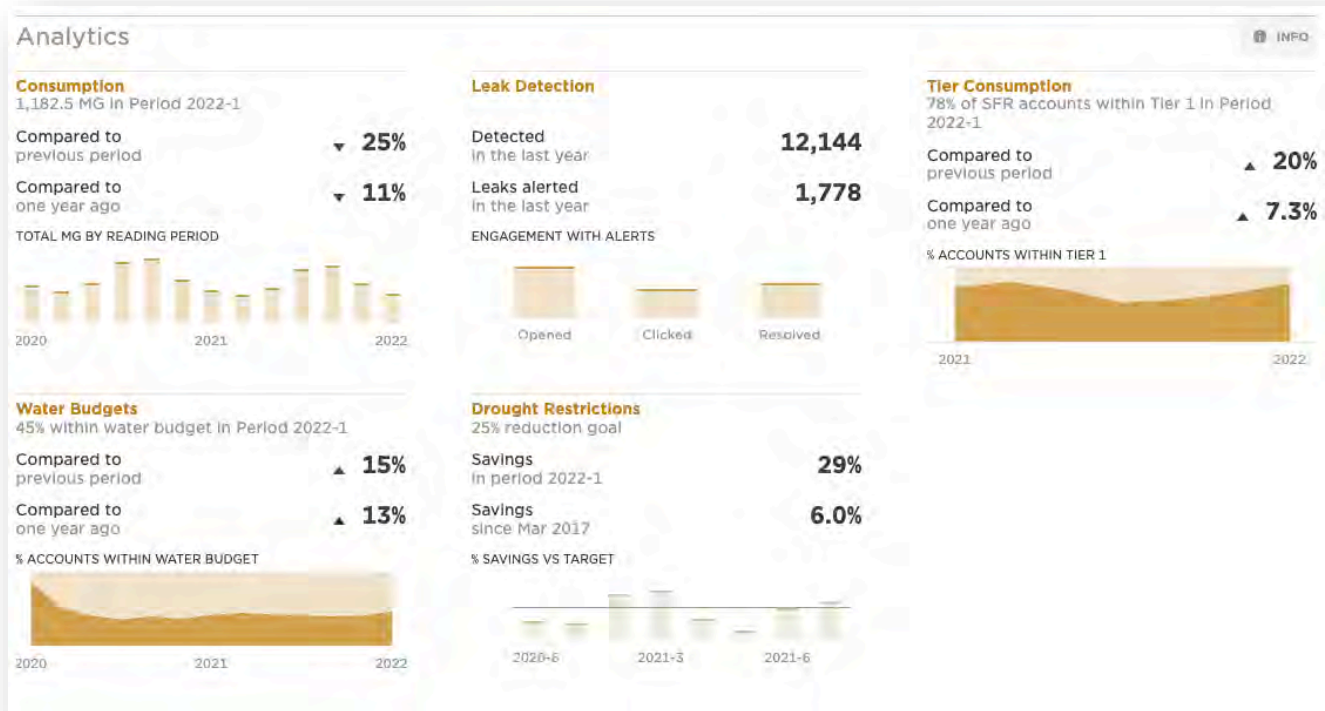 Analytics
INFO
Consumption
1,182.5 MG in Period 2022-1
Compared to
previous period
25%
Compared to
one year ago
11%
TOTAL MG BY READING PERIOD
2020 2021 2022
Leak Detection
Detected
in the last year
12,144
Leaks alerted
in the last year
1,778
ENGAGEMENT WITH ALERTS
Opened Clicked Resolved
Tier Consumption
78% of SFR accounts within Tier 1 in Period
2022-1
Compared to
previous period
20%
Compared to
one year ago
7.3%
% ACCOUNTS WITHIN TIER 1
2021 2022
Water Budgets
45% within water budget in Period 2022-1
Compared to
previous period
15%
Compared to
one year ago
13%
% ACCOUNTS WITHIN WATER BUDGET
2020 2021 2022
Drought Restrictions
25% reduction goal
Savings
in period 2022-1
29%
Savings
since Mar 2017
6.0%
% SAVINGS VS TARGET
2020-6 2021-3 2021-6